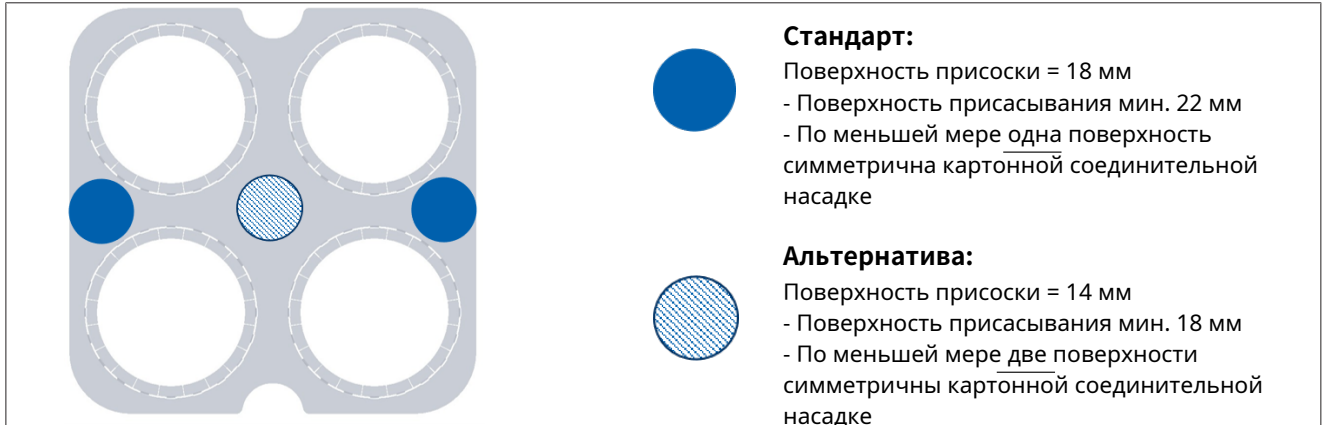 Стандарт:
Поверхность присоски = 18 мм
- Поверхность присасывания мин. 22 мм
- По меньшей мере одна поверхность
симметрична картонной соединительной
насадке
Альтернатива:
Поверхность присоски = 14 мм
- Поверхность присасывания мин. 18 мм
- По меньшей мере две поверхности
симметричны картонной соединительной
насадке